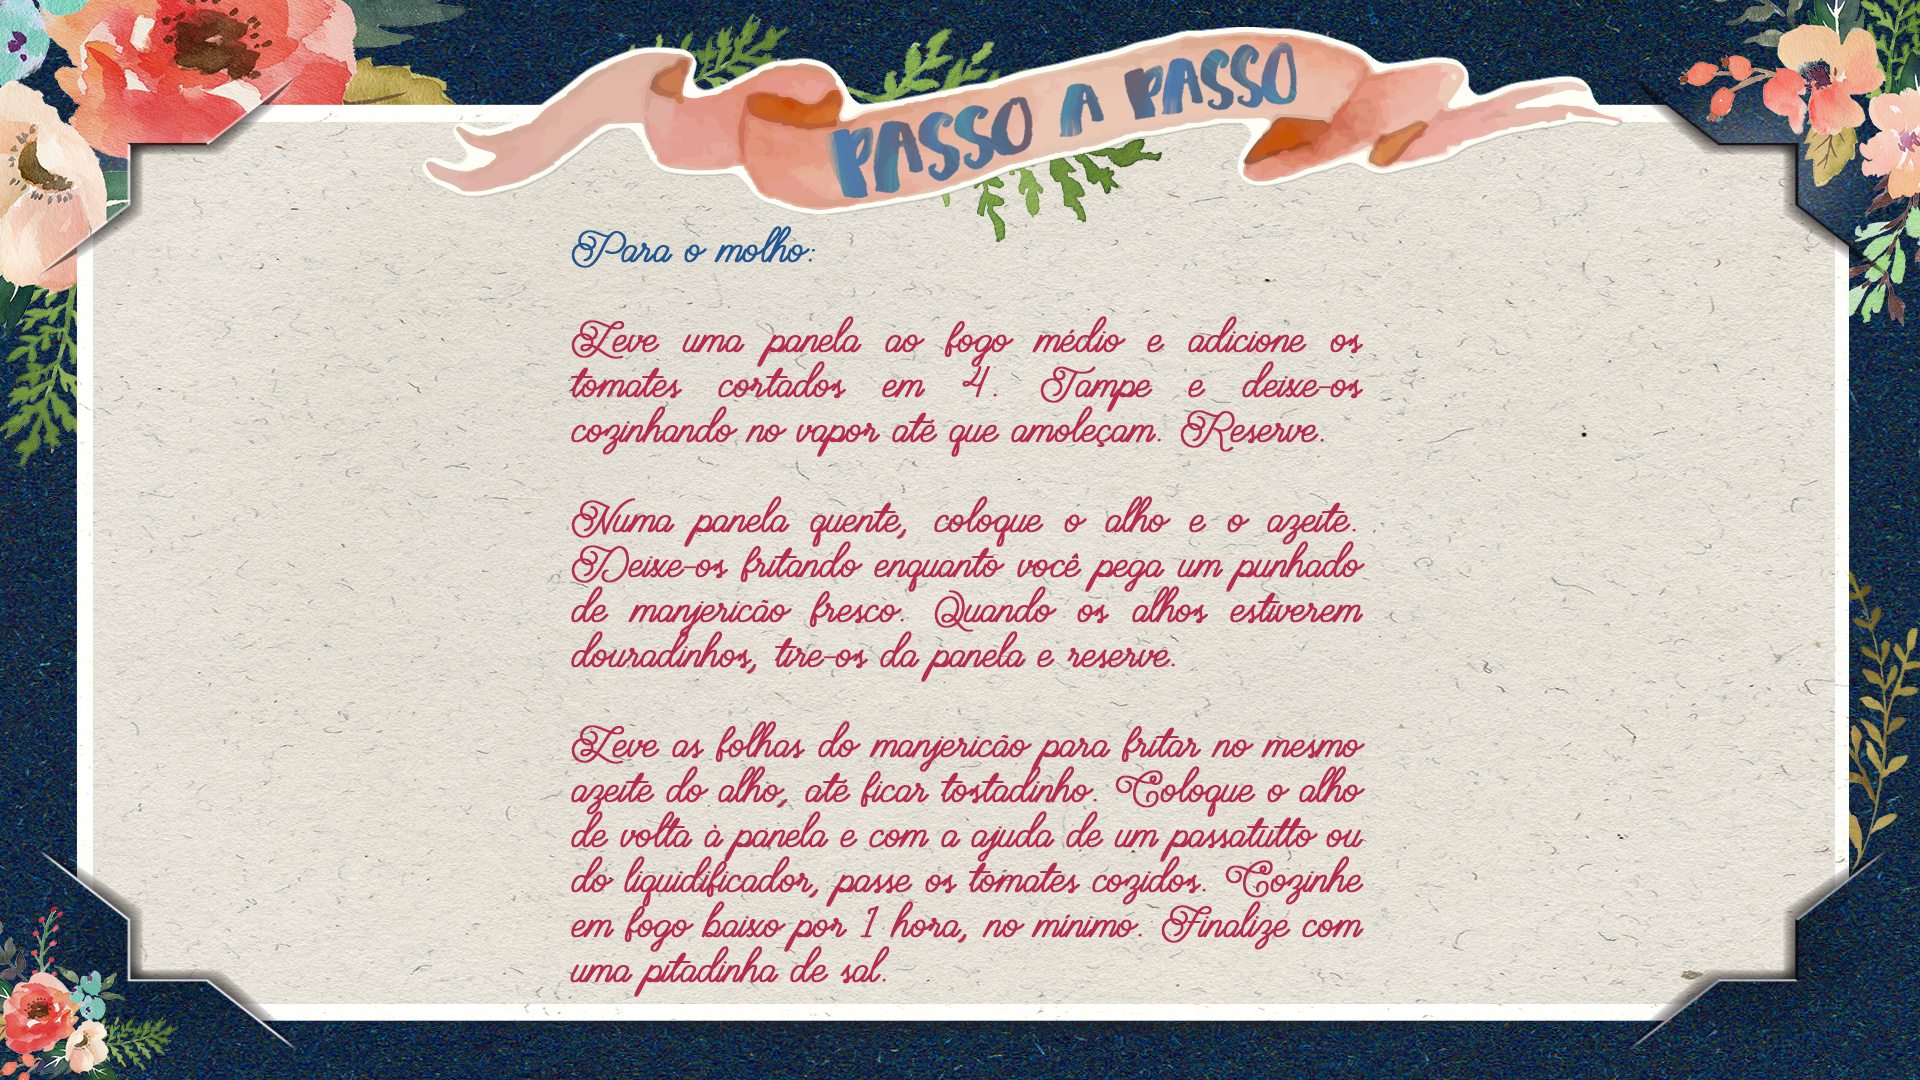 PASSO A PASSO
Para o molho:
Leve uma panela ao fogo médio e adicione os
tomates cortados em 4. Tampe e deixe-os
cozinhando no vapor até que amoleçam. Reserve.
Numa panela quente, coloque o alho e o azeite.
Deixe-os fritando enquanto você pega um punhado
de manjericão fresco. Quando os alhos estiverem
douradinhos, tire-os da panela e reserve.
Leve as folhas do manjericão para fritar no mesmo
azeite do alho, até ficar tostadinho. Coloque o alho
de volta à panela e com a ajuda de um passatutto ou
do liquidificador, passe os tomates cozidos. Cozinhe
em fogo baixo por 1 hora, no mínimo. Finalize com
uma pitadinha de sal.